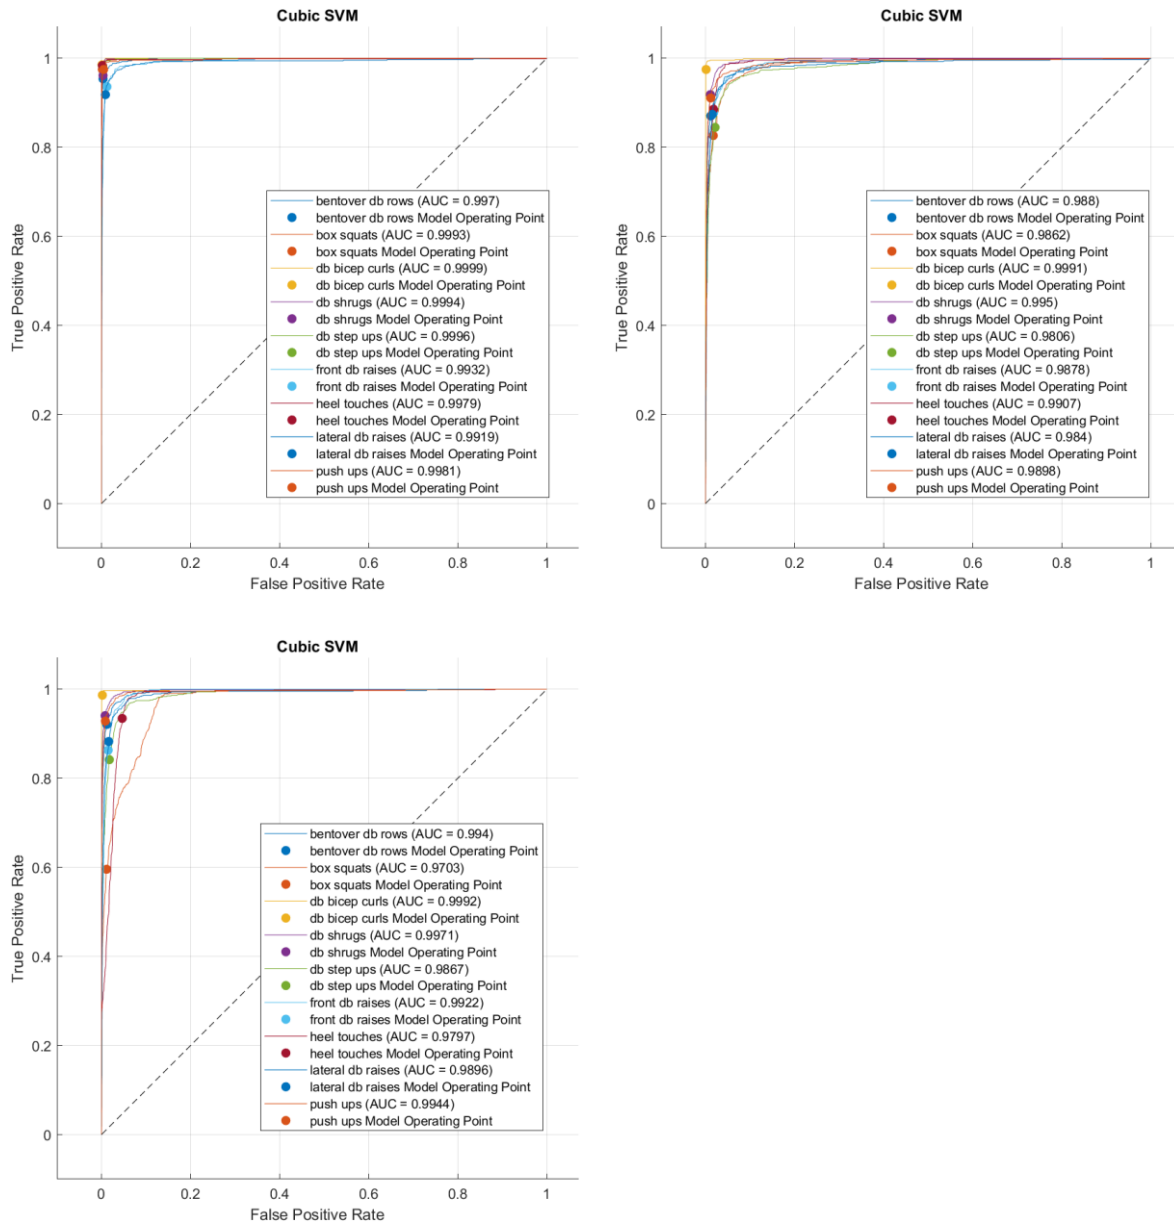 Cubic SVM
1
0.8
0.6
0.4
0.2
0
True Positive Rate
bentover db rows (AUC = 0.997)
bentover db rows Model Operating Point
box squats (AUC = 0.9993)
box squats Model Operating Point
db bicep curls (AUC = 0.9999)
db bicep curls Model Operating Point
db shrugs (AUC = 0.9994)
db shrugs Model Operating Point
db step ups (AUC = 0.9996)
db step ups Model Operating Point
front db raises (AUC = 0.9932)
front db raises Model Operating Point
heel touches (AUC = 0.9979)
heel touches Model Operating Point
lateral db raises (AUC = 0.9919)
lateral db raises Model Operating Point
push ups (AUC = 0.9981)
push ups Model Operating Point
0 0.2 0.4 0.6 0.8 1
False Positive Rate
Cubic SVM
1
0.8
0.6
0.4
0.2
0
True Positive Rate
bentover db rows (AUC = 0.988)
bentover db rows Model Operating Point
box squats (AUC = 0.9862)
box squats Model Operating Point
db bicep curls (AUC = 0.9991)
db bicep curls Model Operating Point
db shrugs (AUC = 0.995)
db shrugs Model Operating Point
db step ups (AUC = 0.9806)
db step ups Model Operating Point
front db raises (AUC = 0.9878)
front db raises Model Operating Point
heel touches (AUC = 0.9907)
heel touches Model Operating Point
lateral db raises (AUC = 0.984)
lateral db raises Model Operating Point
push ups (AUC = 0.9898)
push ups Model Operating Point
0 0.2 0.4 0.6 0.8 1
False Positive Rate
Cubic SVM
1
0.8
0.6
0.4
0.2
0
True Positive Rate
bentover db rows (AUC = 0.994)
bentover db rows Model Operating Point
box squats (AUC = 0.9703)
box squats Model Operating Point
db bicep curls (AUC = 0.9992)
db bicep curls Model Operating Point
db shrugs (AUC = 0.9971)
db shrugs Model Operating Point
db step ups (AUC = 0.9867)
db step ups Model Operating Point
front db raises (AUC = 0.9922)
front db raises Model Operating Point
heel touches (AUC = 0.9797)
heel touches Model Operating Point
lateral db raises (AUC = 0.9896)
lateral db raises Model Operating Point
push ups (AUC = 0.9944)
push ups Model Operating Point
0 0.2 0.4 0.6 0.8 1
False Positive Rate